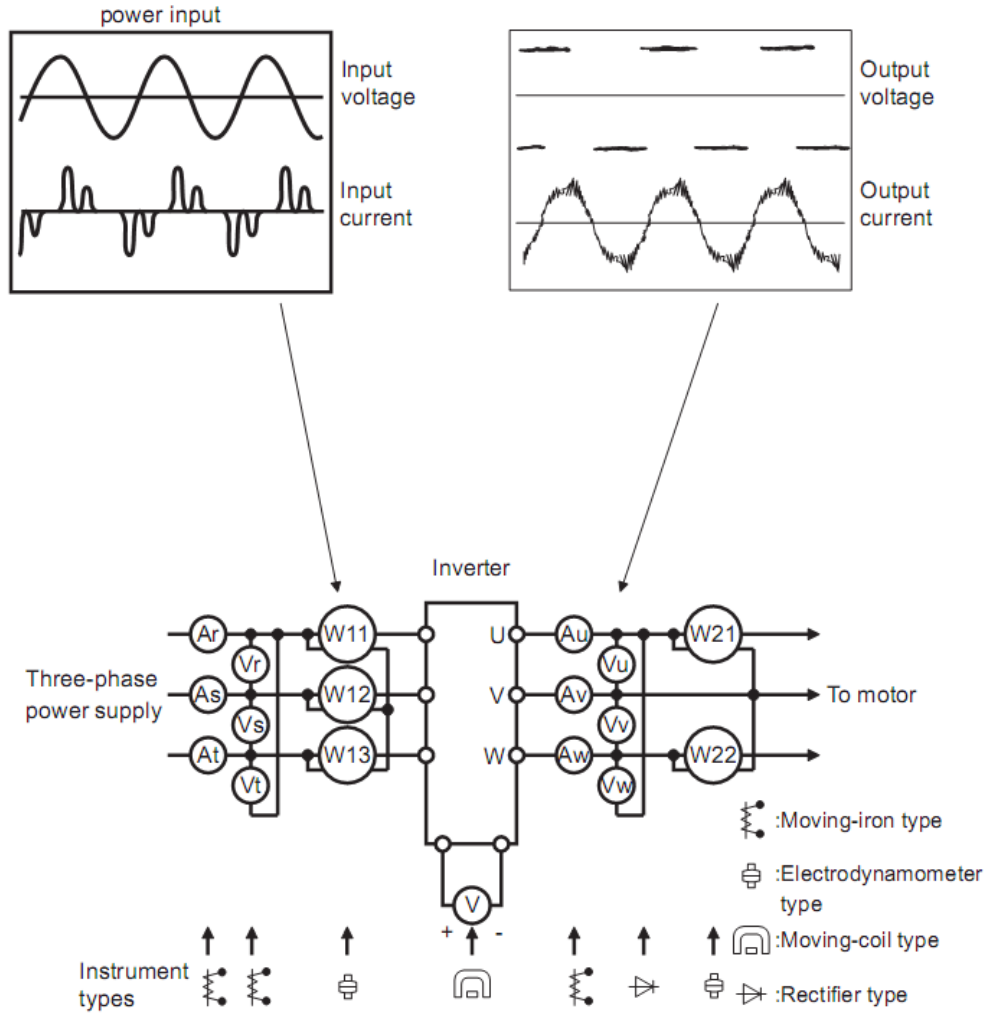 power input
Input
voltage
Input
current
Output
voltage
Output
current
Inverter
Three-phase
power supply
Ar
As
At
Vr
Vs
Vt
W11
W12
W13
U
V
W
Au
Av
Aw
Vu
Vv
Vw
W21
W22
To motor
V
+ -
:Moving-iron type
:Electrodynamometer
type
:Moving-coil type
:Rectifier type
Instrument
types